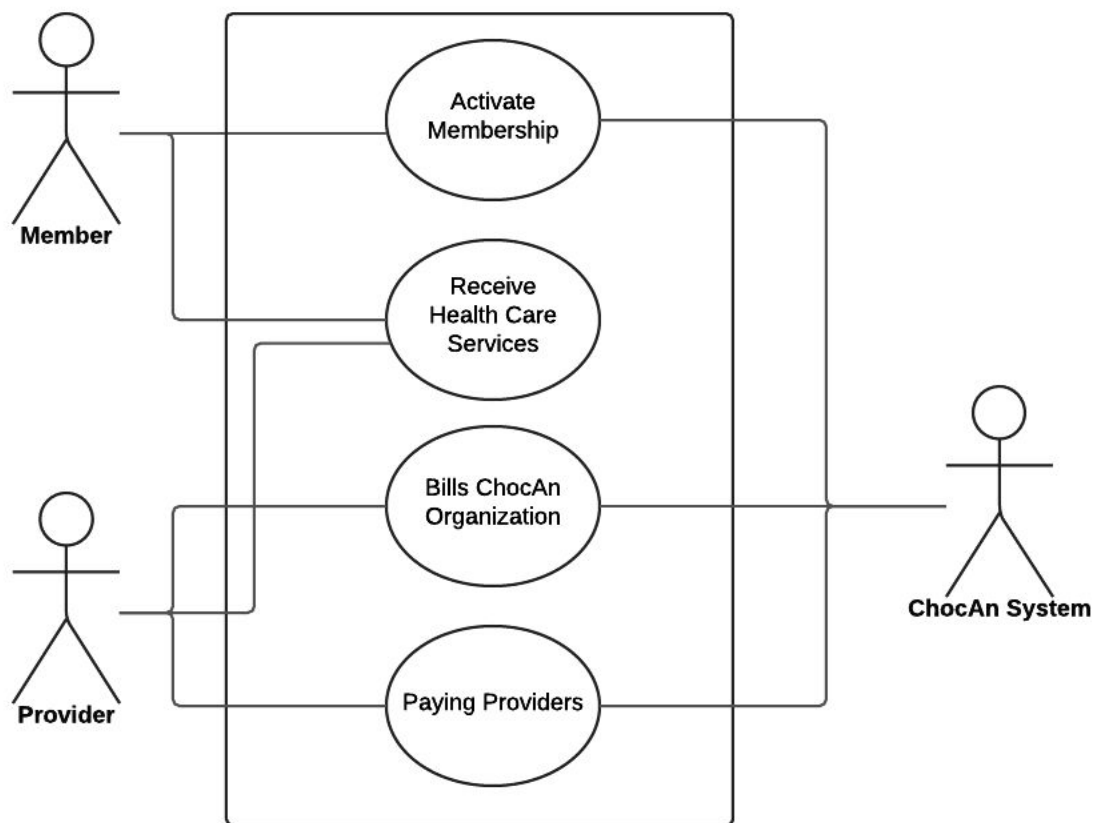 Activate
Membership
Member
Receive
Health Care
Services
Bills ChocAn
Organization
ChocAn System
Paying Providers
Provider